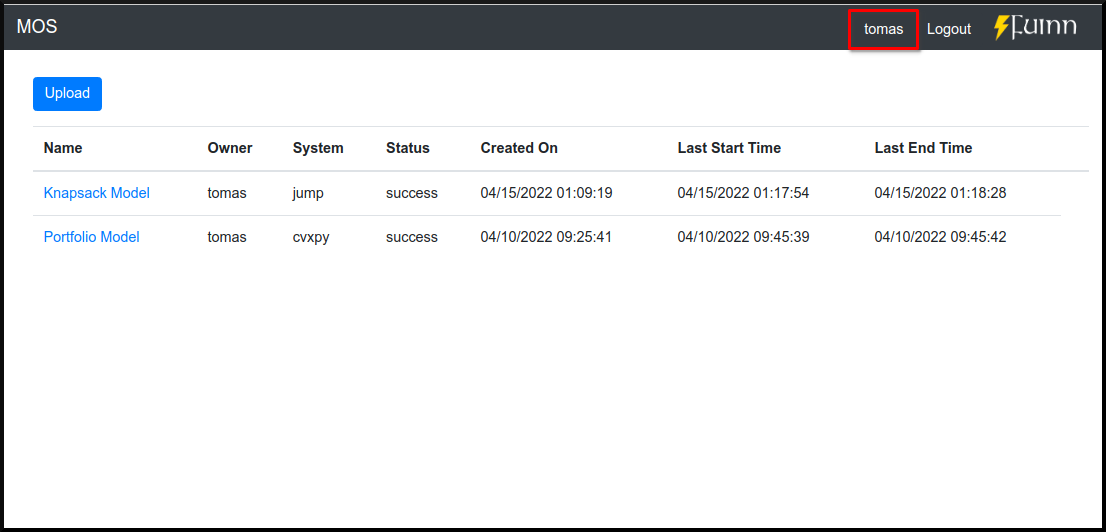 MOS tomas Logout Fuinn
Upload
Name Owner System Status Created On Last Start Time Last End Time
Knapsack Model tomas jump success 04/15/2022 01:09:19 04/15/2022 01:17:54 04/15/2022 01:18:28
Portfolio Model tomas cvxpy success 04/10/2022 09:25:41 04/10/2022 09:45:39 04/10/2022 09:45:42